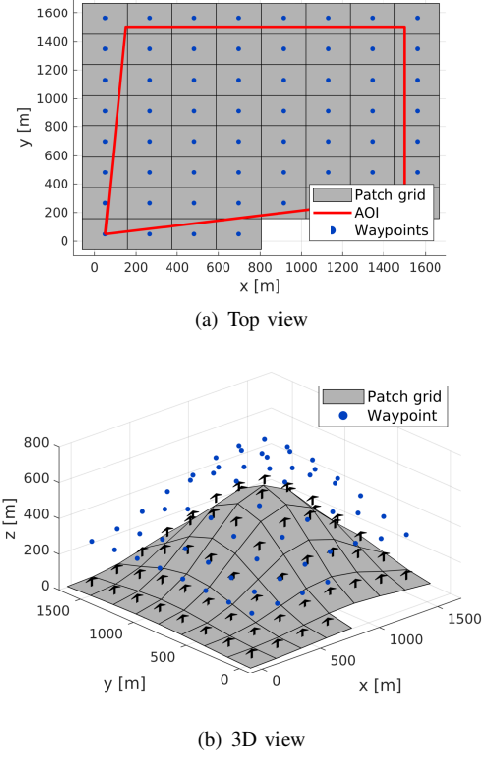 1600
1400
1200
1000
800
600
400
200
0
y [m]
0 200 400 600 800 1000 1200 1400 1600
x [m]
Patch grid
AOI
Waypoints
(a) Top view
Patch grid
Waypoint
800
600
400
200
0
z [m]
1500
1000
500
0
y [m]
0
500
1000
1500
x [m]
(b) 3D view